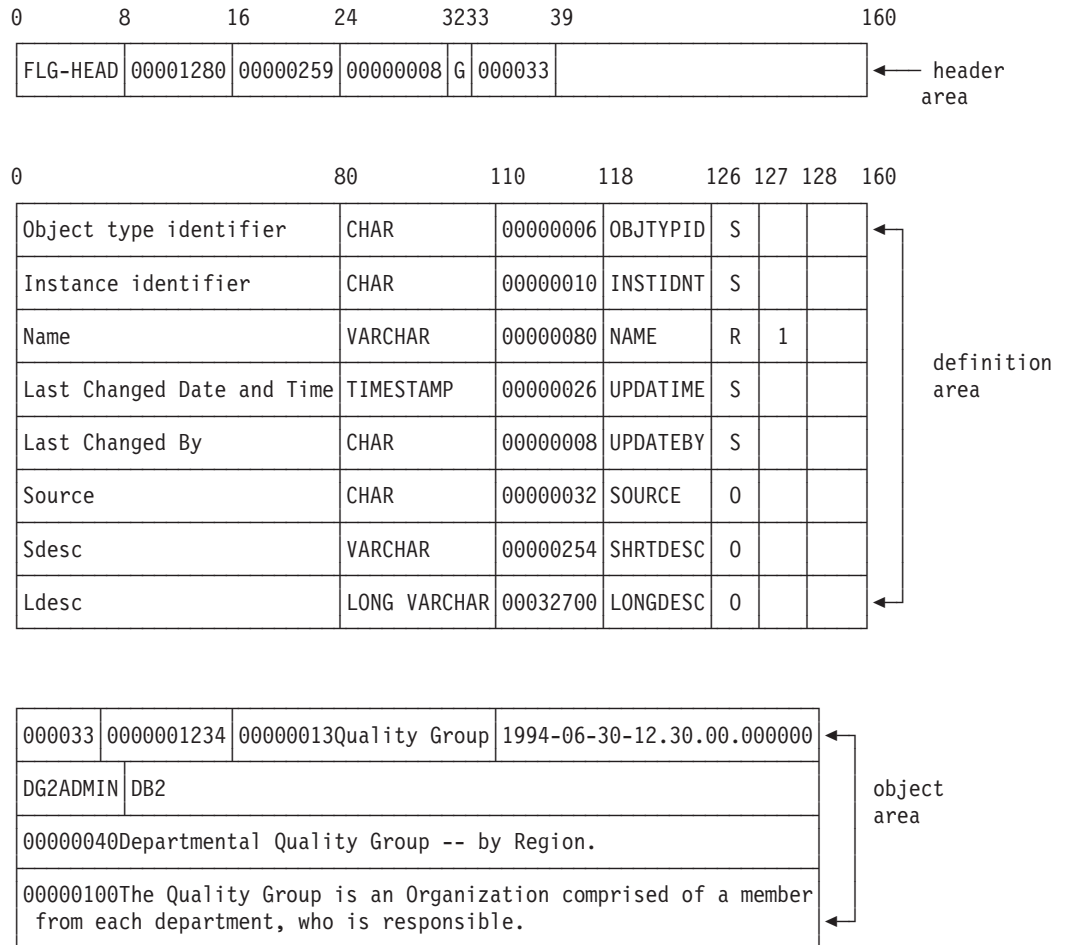 0 8 16 24 3233 39 160
FLG-HEAD 00001280 00000259 00000008 G 000033 header
area
0 80 110 118 126 127 128 160
Object type identifier CHAR 00000006 OBJTYPID S
Instance identifier CHAR 00000010 INSTIDNT S
Name VARCHAR 00000080 NAME R 1
definition
Last Changed Date and Time TIMESTAMP 00000026 UPDATIME S area
Last Changed By CHAR 00000008 UPDATEBY S
Source CHAR 00000032 SOURCE O
Sdesc VARCHAR 00000254 SHRTDESC O
Ldesc LONG VARCHAR 00032700 LONGDESC O
000033 0000001234 00000013Quality Group 1994-06-30-12.30.00.000000
DG2ADMIN DB2 object
area
00000040Departmental Quality Group -- by Region.
00000100The Quality Group is an Organization comprised of a member
from each department, who is responsible.